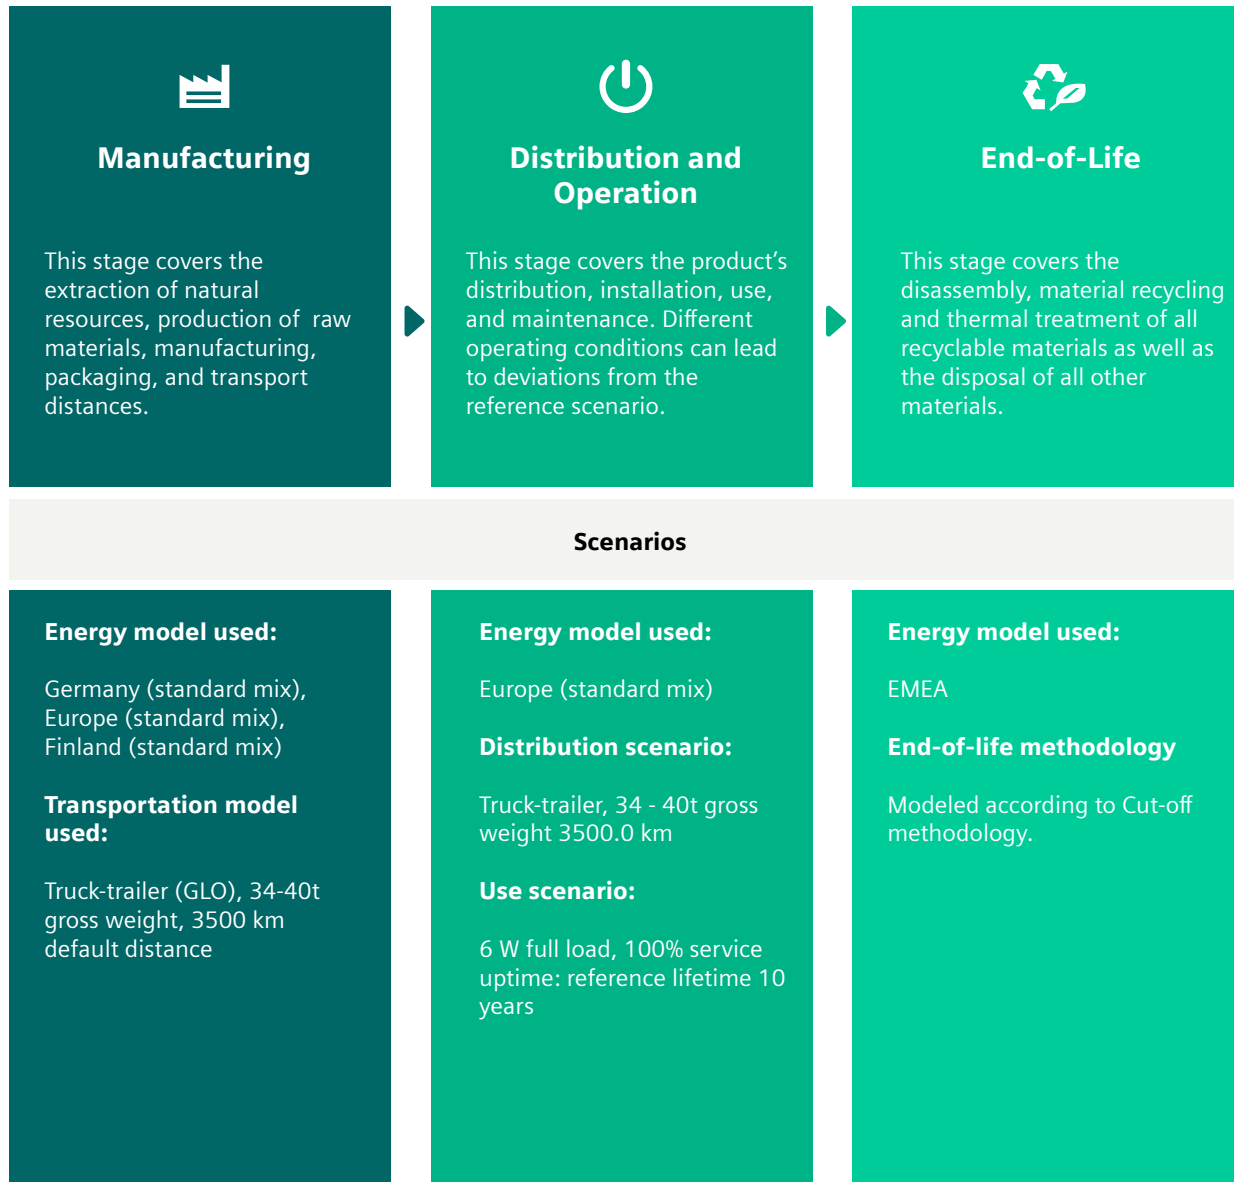 Manufacturing
This stage covers the
extraction of natural
resources, production of  raw
materials, manufacturing,
packaging, and transport
distances.
Distribution and
Operation
This stage covers the product’s
distribution, installation, use,
and maintenance. Different
operating conditions can lead
to deviations from the
reference scenario.
End-of-Life
This stage covers the
disassembly, material recycling
and thermal treatment of all
recyclable materials as well as
the disposal of all other
materials.
Scenarios
Energy model used:
Germany (standard mix),
Europe (standard mix),
Finland (standard mix)
Transportation model
used:
Truck-trailer (GLO), 34-40t
gross weight, 3500 km
default distance
Energy model used:
Europe (standard mix)
Distribution scenario:
Truck-trailer, 34 - 40t gross
weight 3500.0 km
Use scenario:
6 W full load, 100% service
uptime: reference lifetime 10
years
Energy model used:
EMEA
End-of-life methodology
Modeled according to Cut-off
methodology.